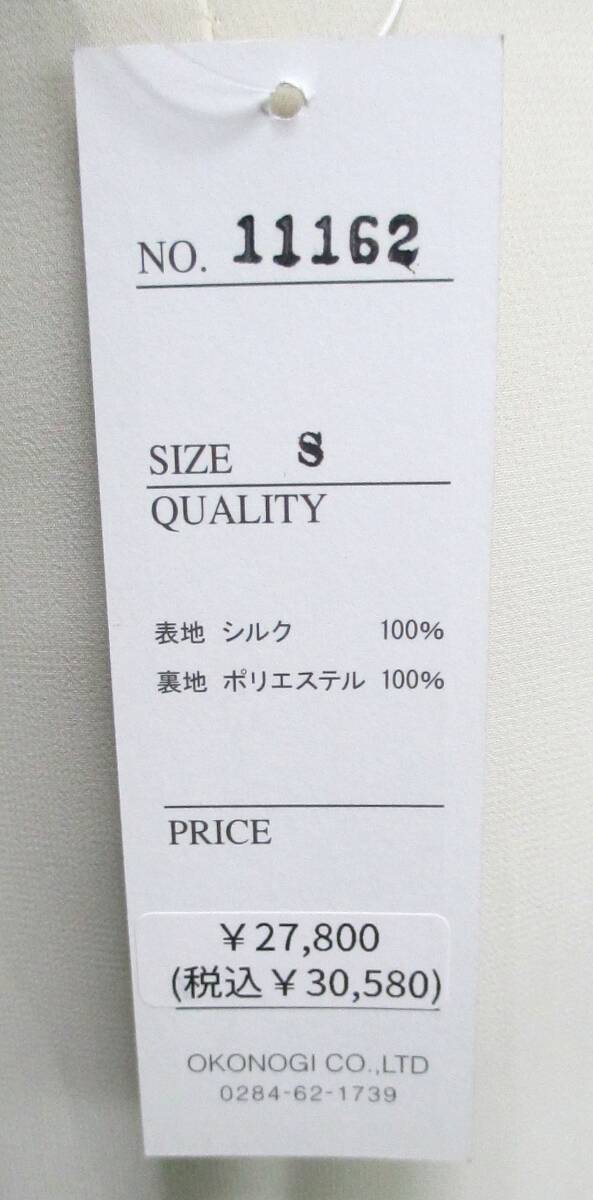 NO. 11162
SIZE S
QUALITY
表地 シルク 100%
裏地 ポリエステル 100%
PRICE
¥27,800
(税込¥30,580)
OKONOGI CO.,LTD
0284-62-1739